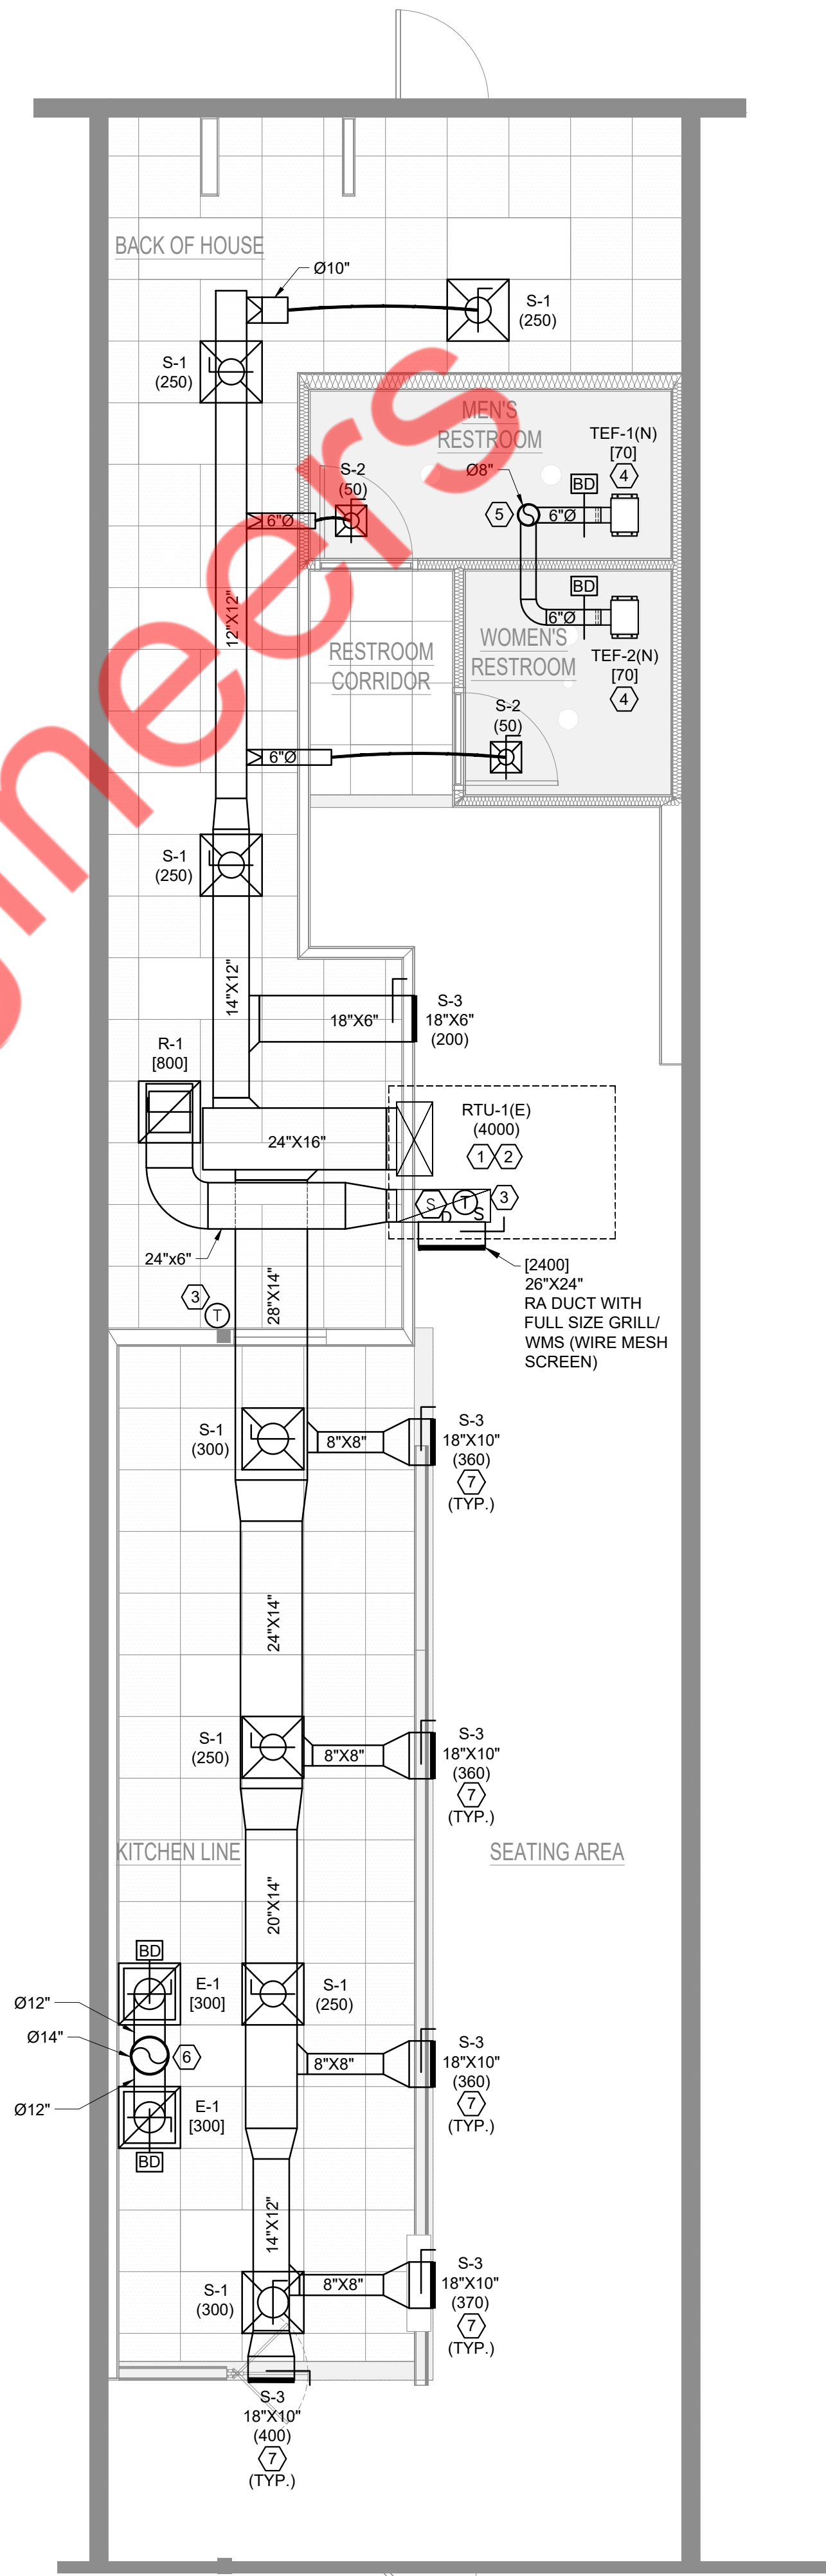 BACK OF HOUSE
Ø10"
S-1
(250)
S-1
(250)
MEN'S
RESTROOM
TEF-1(N)
[70]
4
S-2
(50)
Ø8"
BD
5
6"Ø
6"Ø
12"X12"
BD
6"Ø
WOMEN'S
RESTROOM
TEF-2(N)
[70]
4
RESTROOM
CORRIDOR
S-2
(50)
6"Ø
S-1
(250)
14"X12"
18"X6"
S-3
18"X6"
(200)
R-1
[800]
RTU-1(E)
(4000)
1 2
24"X16"
S
D
T
S
3
24"x6"
[2400]
26"X24"
RA DUCT WITH
FULL SIZE GRILL/
WMS (WIRE MESH
SCREEN)
28"X14"
3
T
S-1
(300)
8"X8"
S-3
18"X10"
(360)
7
(TYP.)
24"X14"
S-1
(250)
8"X8"
S-3
18"X10"
(360)
7
(TYP.)
KITCHEN LINE
SEATING AREA
20"X14"
BD
E-1
[300]
S-1
(250)
Ø12"
Ø14"
6
Ø12"
E-1
[300]
BD
8"X8"
S-3
18"X10"
(360)
7
(TYP.)
14"X12"
S-1
(300)
8"X8"
S-3
18"X10"
(370)
7
(TYP.)
S-3
18"X10"
(400)
7
(TYP.)
neers